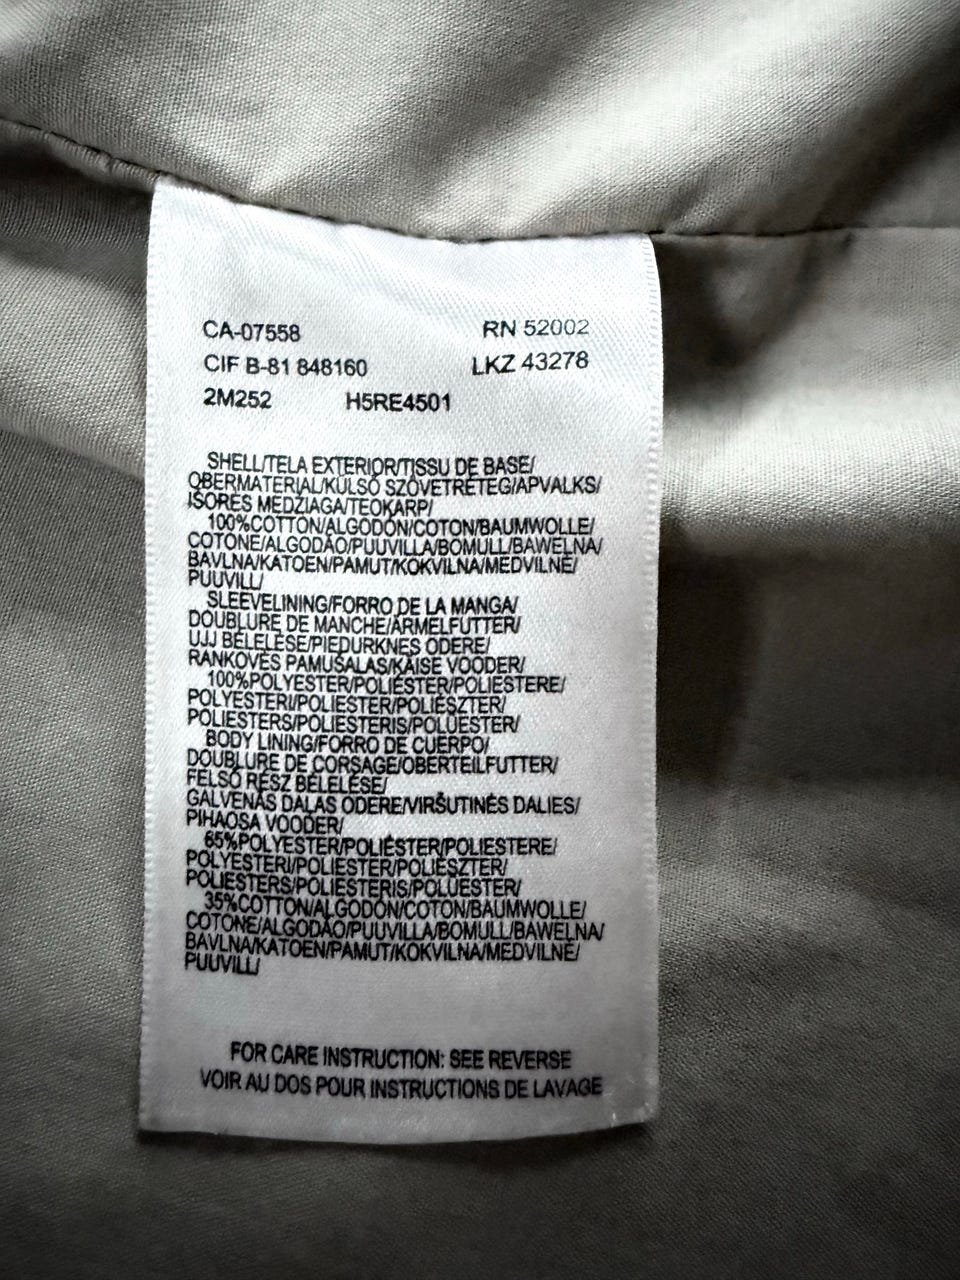 CA-07558 RN 52002
CIF B-81 848160 LKZ 43278
2M252 H5RE4501
SHELL/TELA EXTERIOR/TISSU DE BASE/
OBERMATERIAL/KÜLSŐ SZÖVETRÉTEG/APVALKS/
IŠORĖS MEDŽIAGA/TEOKARP/
100%COTTON/ALGODÓN/COTON/BAUMWOLLE/
COTONE/ALGODÃO/PUUVILLA/BOMULL/BAWEŁNA/
BAVLNA/KATOEN/PAMUT/KOKVILNA/MEDVILNĖ/
PUUVILL/
SLEEVELINING/FORRO DE LA MANGA/
DOUBLURE DE MANCHE/ÄRMELFUTTER/
UJJ BÉLELÉSE/PIEDURKNES ODERE/
RANKOVĖS PAMUŠALAS/KÄISE VOODER/
100%POLYESTER/POLIÉSTER/POLIESTERE/
POLYESTERI/POLIESTER/POLIÉSZTER/
POLIESTERS/POLIESTERIS/POLÜESTER/
BODY LINING/FORRO DE CUERPO/
DOUBLURE DE CORSAGE/OBERTEILFUTTER/
FELSŐ RÉSZ BÉLELÉSE/
GALVENĀS DAĻAS ODERE/VIRŠUTINĖS DALIES/
PIHAOSA VOODER/
65%POLYESTER/POLIÉSTER/POLIESTERE/
POLYESTERI/POLIESTER/POLIÉSZTER/
POLIESTERS/POLIESTERIS/POLÜESTER/
35%COTTON/ALGODÓN/COTON/BAUMWOLLE/
COTONE/ALGODÃO/PUUVILLA/BOMULL/BAWEŁNA/
BAVLNA/KATOEN/PAMUT/KOKVILNA/MEDVILNĖ/
PUUVILL/
FOR CARE INSTRUCTION: SEE REVERSE
VOIR AU DOS POUR INSTRUCTIONS DE LAVAGE